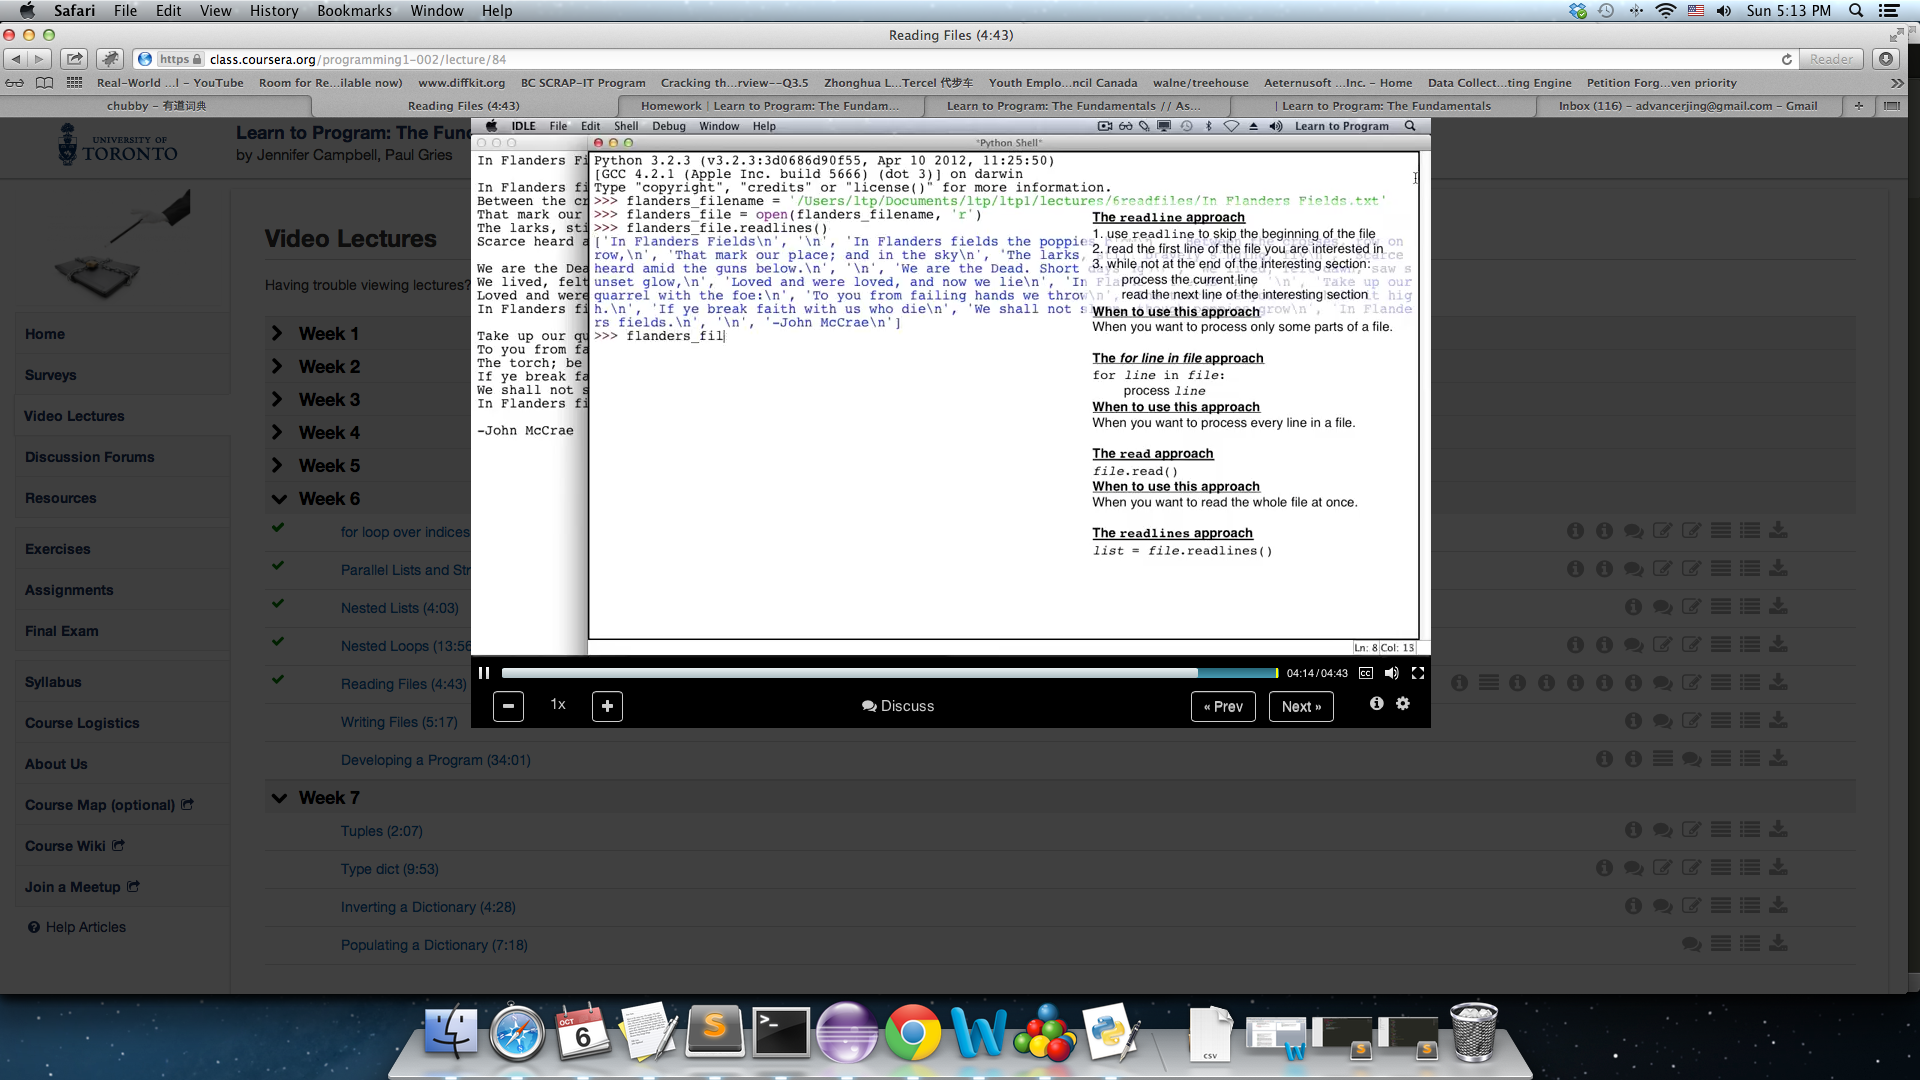 Safari File Edit View History Bookmarks Window Help
Sun 5:13 PM
Reading Files (4:43)
https class.coursera.org/programming1-002/lecture/84
Reader
Real-World ...l - YouTube Room for Re...ilable now) www.diffkit.org BC SCRAP-IT Program Cracking th...rview--Q3.5 Zhonghua L...Tercel 代步车 Youth Emplo...ncil Canada walne/treehouse Aeternusoft ...Inc. - Home Data Collect...ting Engine Petition Forg...ven priority
chubby - 有道词典 Reading Files (4:43) Homework | Learn to Program: The Fundam... Learn to Program: The Fundamentals // As... | Learn to Program: The Fundamentals Inbox (116) - advancerjing@gmail.com - Gmail
UNIVERSITY OF
TORONTO
Learn to Program: The Fun
by Jennifer Campbell, Paul Gries
Home
Surveys
Video Lectures
Discussion Forums
Resources
Exercises
Assignments
Final Exam
Syllabus
Course Logistics
About Us
Course Map (optional)
Course Wiki
Join a Meetup
Help Articles
Video Lectures
Having trouble viewing lectures?
Week 1
Week 2
Week 3
Week 4
Week 5
Week 6
for loop over indices
Parallel Lists and Str
Nested Lists (4:03)
Nested Loops (13:56
Reading Files (4:43)
Writing Files (5:17)
Developing a Program (34:01)
Week 7
Tuples (2:07)
Type dict (9:53)
Inverting a Dictionary (4:28)
Populating a Dictionary (7:18)
IDLE File Edit Shell Debug Window Help
Learn to Program
*Python Shell*
In Flanders Fi
In Flanders fi
Between the cr
That mark our
The larks, sti
Scarce heard a
We are the Dea
We lived, felt
Loved and were
In Flanders fi
Take up our qu
To you from fa
The torch; be
If ye break fa
We shall not s
In Flanders fi
-John McCrae
Python 3.2.3 (v3.2.3:3d0686d90f55, Apr 10 2012, 11:25:50)
[GCC 4.2.1 (Apple Inc. build 5666) (dot 3)] on darwin
Type "copyright", "credits" or "license()" for more information.
>>> flanders_filename = '/Users/ltp/Documents/ltp/ltp1/lectures/6readfiles/In Flanders Fields.txt'
>>> flanders_file = open(flanders_filename, 'r')
>>> flanders_file.readlines()
['In Flanders Fields\n', '\n', 'In Flanders fields the poppies
row,\n', 'That mark our place; and in the sky\n', 'The larks,
heard amid the guns below.\n', '\n', 'We are the Dead. Short
unset glow,\n', 'Loved and were loved, and now we lie\n', 'In
quarrel with the foe:\n', 'To you from failing hands we throw
h.\n', 'If ye break faith with us who die\n', 'We shall not s
rs fields.\n', '\n', '-John McCrae\n']
>>> flanders_fil
The readline approach
1. use readline to skip the beginning of the file
2. read the first line of the file you are interested in
3. while not at the end of the interesting section:
process the current line
read the next line of the interesting section
When to use this approach
When you want to process only some parts of a file.
The for line in file approach
for line in file:
process line
When to use this approach
When you want to process every line in a file.
The read approach
file.read()
When to use this approach
When you want to read the whole file at once.
The readlines approach
list = file.readlines()
Ln: 8 Col: 13
04:14/04:43
CC
1x
Discuss
« Prev
Next »
OCT
6
CSV